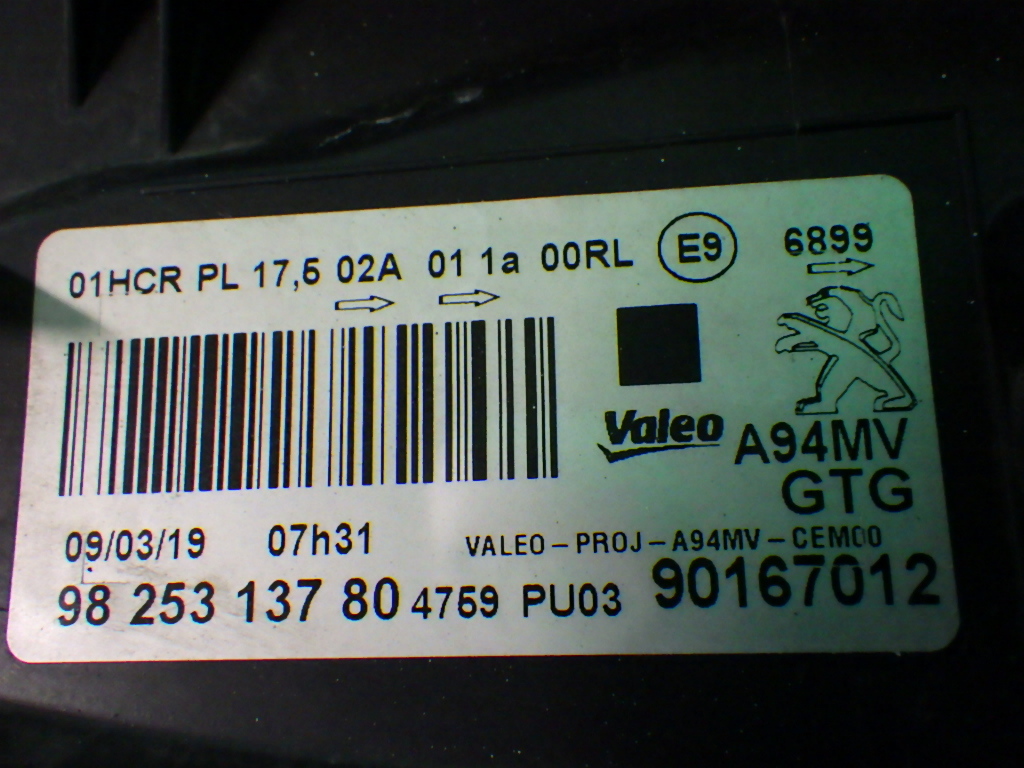 01HCR PL 17,5 02A 01 1a 00RL E9 6899
Valeo
A94MV
GTG
09/03/19 07h31 VALEO-PROJ-A94MV-CEM00
98 253 137 80 4759 PU03 90167012